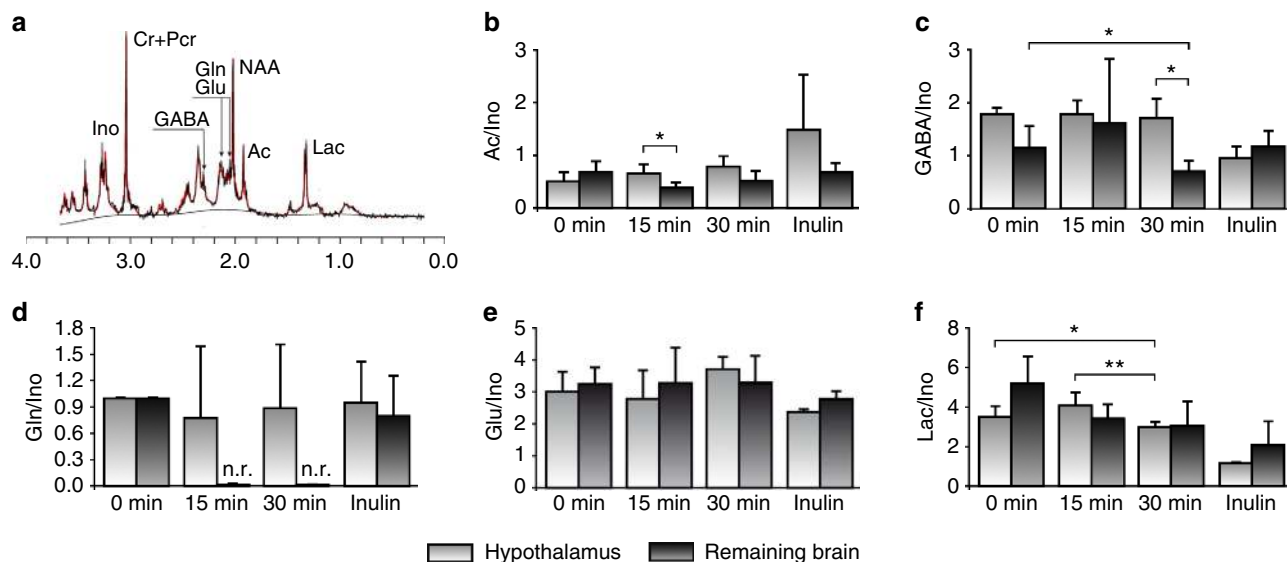 a
Cr+Pcr
Gln
Glu
NAA
GABA
Ino
Ac
Lac
4.0 3.0 2.0 1.0 0.0
b
Ac/Ino
3
2
1
0
*
0 min 15 min 30 min Inulin
c
GABA/Ino
3
2
1
0
*
*
0 min 15 min 30 min Inulin
d
Gln/Ino
1.8
1.5
1.2
0.9
0.6
0.3
0.0
n.r. n.r.
0 min 15 min 30 min Inulin
e
Glu/Ino
5
4
3
2
1
0
0 min 15 min 30 min Inulin
f
Lac/Ino
8
6
4
2
0
*
**
0 min 15 min 30 min Inulin
Hypothalamus Remaining brain